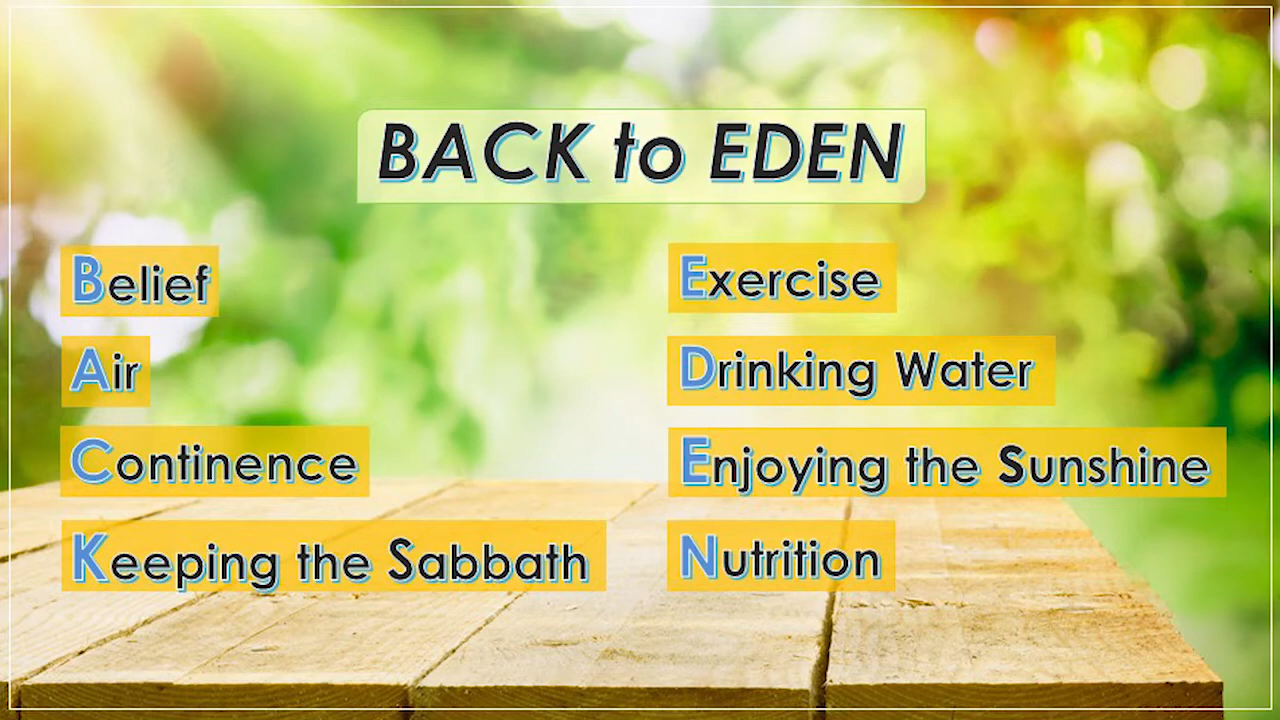 BACK to EDEN
Belief
Air
Continence
Keeping the Sabbath
Exercise
Drinking Water
Enjoying the Sunshine
Nutrition